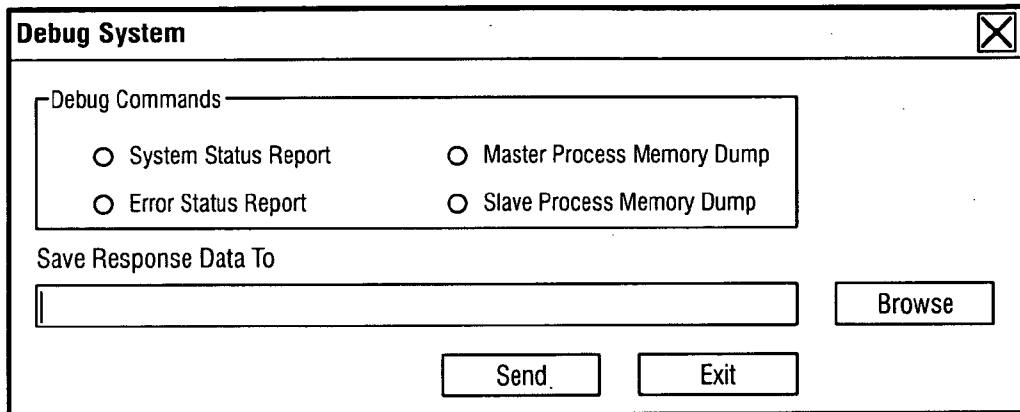 Debug System
Debug Commands
System Status Report
Master Process Memory Dump
Error Status Report
Slave Process Memory Dump
Save Response Data To
Browse
Send
Exit